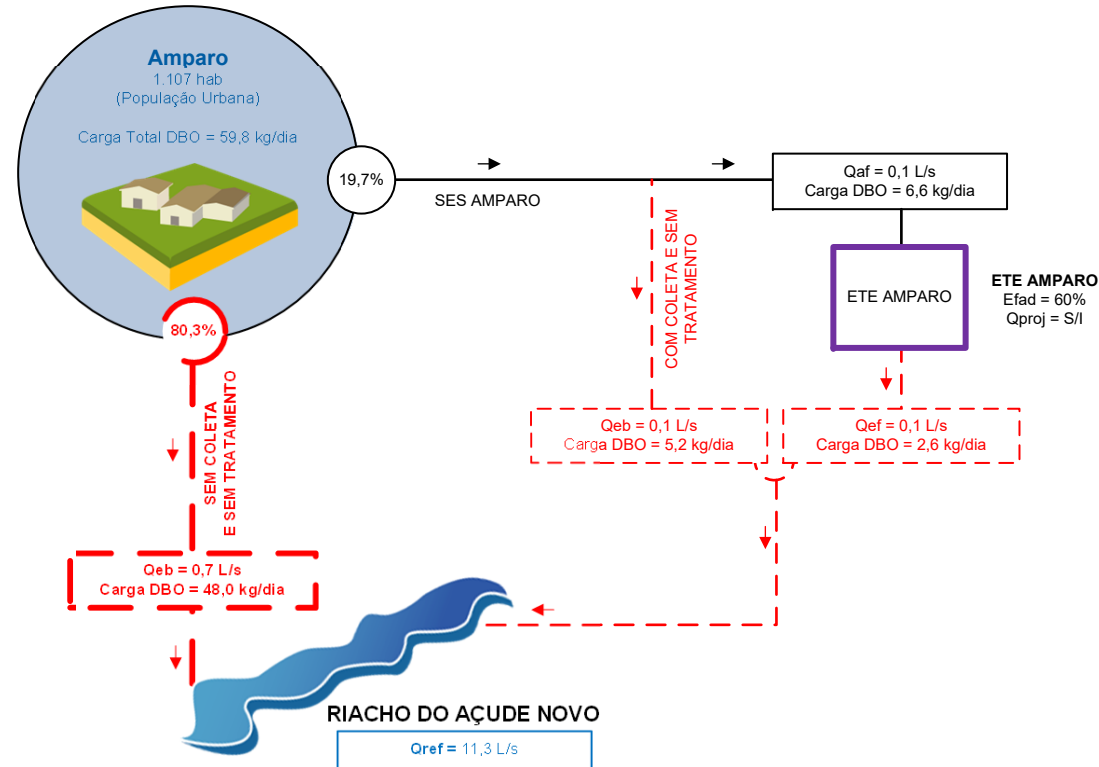 Amparo
1.107 hab
(População Urbana)
Carga Total DBO = 59,8 kg/dia
19,7%
SES AMPARO
Qaf = 0,1 L/s
Carga DBO = 6,6 kg/dia
ETE AMPARO
ETE AMPARO
Efad = 60%
Qproj = S/I
COM COLETA E SEM
TRATAMENTO
80,3%
SEM COLETA
E SEM TRATAMENTO
Qeb = 0,1 L/s
Carga DBO = 5,2 kg/dia
Qef = 0,1 L/s
Carga DBO = 2,6 kg/dia
Qeb = 0,7 L/s
Carga DBO = 48,0 kg/dia
RIACHO DO AÇUDE NOVO
Qref = 11,3 L/s